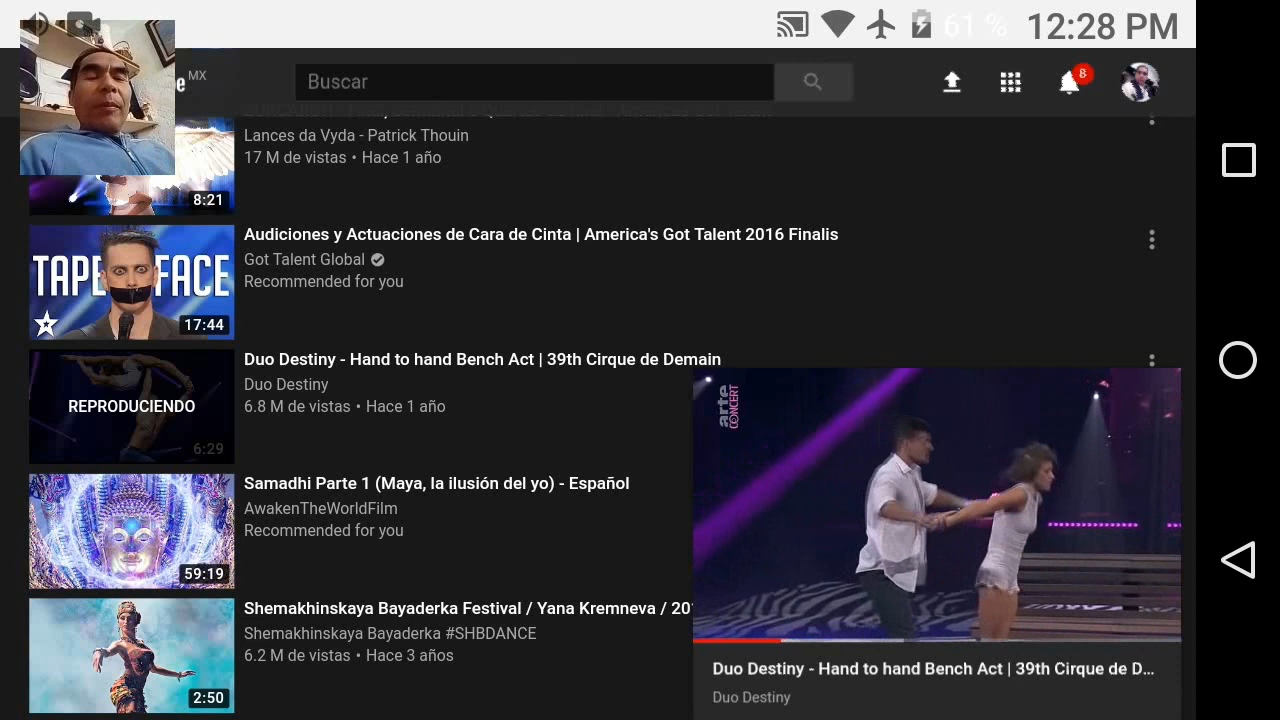 61 % 12:28 PM
e MX
Buscar
8
Lances da Vyda - Patrick Thouin
17 M de vistas • Hace 1 año
8:21
TAPE FACE
17:44
Audiciones y Actuaciones de Cara de Cinta | America's Got Talent 2016 Finalis
Got Talent Global
Recommended for you
REPRODUCIENDO
6:29
Duo Destiny - Hand to hand Bench Act | 39th Cirque de Demain
Duo Destiny
6.8 M de vistas • Hace 1 año
arte
CONCERT
59:19
Samadhi Parte 1 (Maya, la ilusión del yo) - Español
AwakenTheWorldFilm
Recommended for you
2:50
Shemakhinskaya Bayaderka Festival / Yana Kremneva / 20
Shemakhinskaya Bayaderka #SHBDANCE
6.2 M de vistas • Hace 3 años
Duo Destiny - Hand to hand Bench Act | 39th Cirque de D...
Duo Destiny